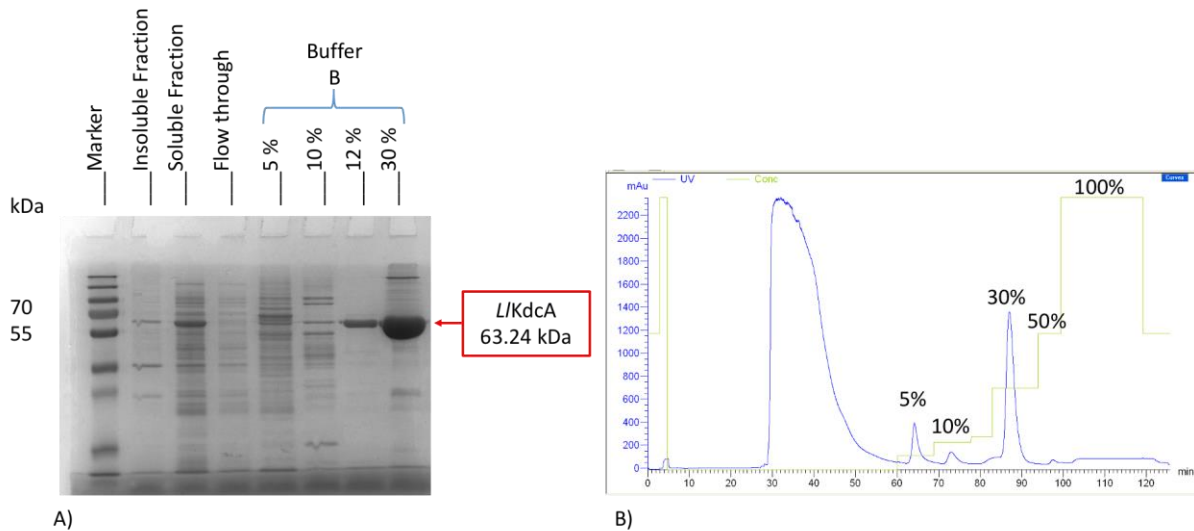 Buffer
B
Marker
Insoluble Fraction
Soluble Fraction
Flow through
5 %
10 %
12 %
30 %
kDa
70
55
LlKdcA
63.24 kDa
A)
mAu
UV
Conc
2200
2000
1800
1600
1400
1200
1000
800
600
400
200
0
5%
10%
30%
50%
100%
0 10 20 30 40 50 60 70 80 90 100 110 120 min
B)